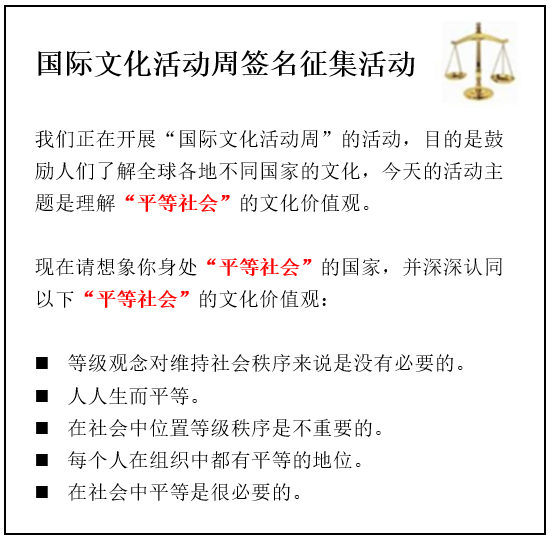 国际文化活动周签名征集活动
我们正在开展“国际文化活动周”的活动，目的是鼓
励人们了解全球各地不同国家的文化，今天的活动主
题是理解“平等社会”的文化价值观。
现在请想象你身处“平等社会”的国家，并深深认同
以下“平等社会”的文化价值观：
■ 等级观念对维持社会秩序来说是没有必要的。
■ 人人生而平等。
■ 在社会中位置等级秩序是不重要的。
■ 每个人在组织中都有平等的地位。
■ 在社会中平等是很必要的。